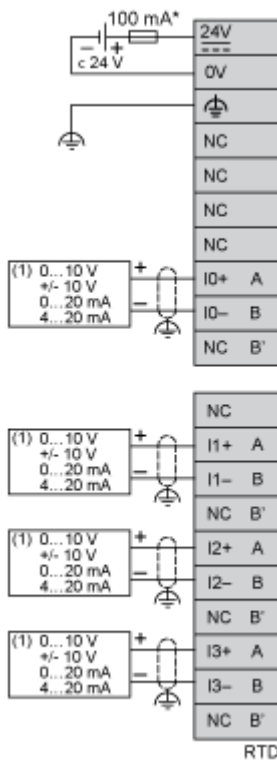 100 mA*
24V
– +
c 24 V
0V
NC
NC
NC
NC
(1) 0...10 V
+/- 10 V
0...20 mA
4...20 mA
+
–
I0+ A
I0– B
NC B'
NC
(1) 0...10 V
+/- 10 V
0...20 mA
4...20 mA
+
–
I1+ A
I1– B
NC B'
(1) 0...10 V
+/- 10 V
0...20 mA
4...20 mA
+
–
I2+ A
I2– B
NC B'
(1) 0...10 V
+/- 10 V
0...20 mA
4...20 mA
+
–
I3+ A
I3– B
NC B'
RTD